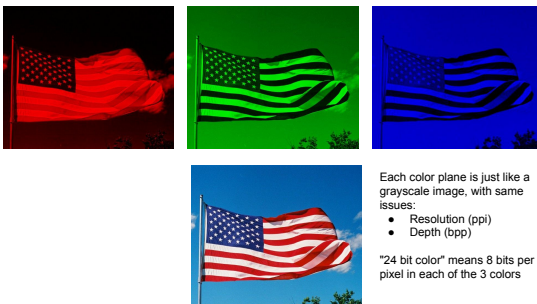 Each color plane is just like a
grayscale image, with same
issues:
● Resolution (ppi)
● Depth (bpp)
"24 bit color" means 8 bits per
pixel in each of the 3 colors